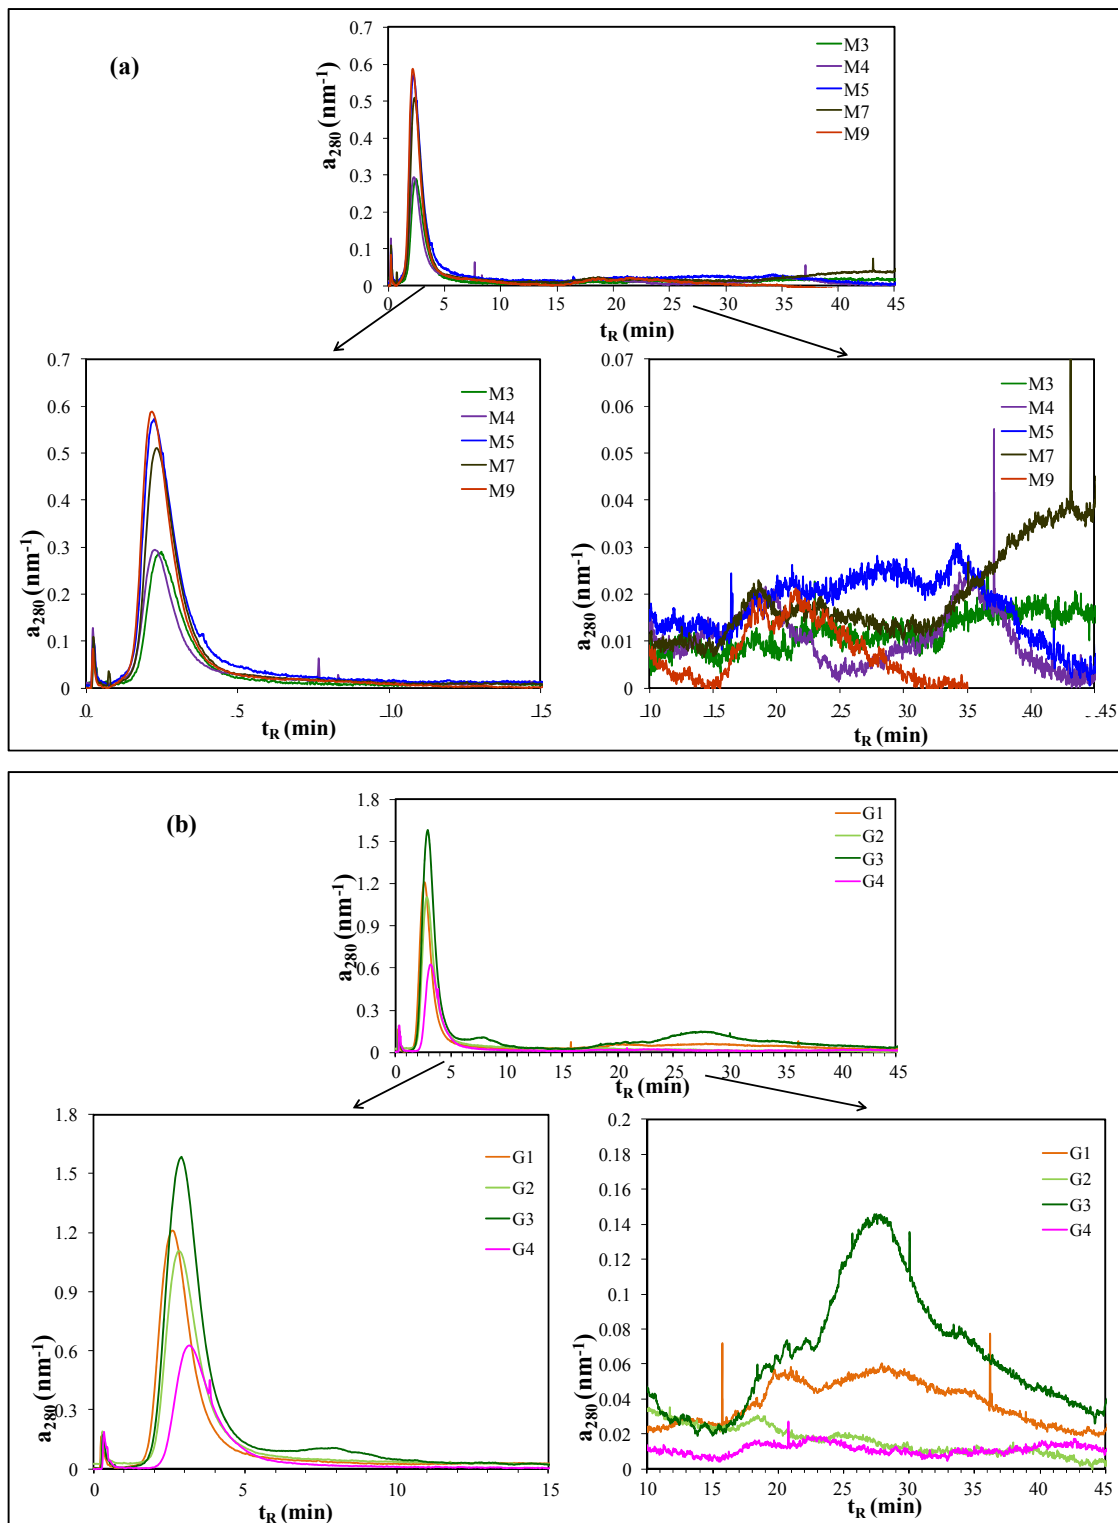 (a)
a280 (nm-1)
0.7
0.6
0.5
0.4
0.3
0.2
0.1
0
0 5 10 15 20 25 30 35 40 45
tR (min)
M3
M4
M5
M7
M9
a280 (nm-1)
0.7
0.6
0.5
0.4
0.3
0.2
0.1
0
0 5 10 15
tR (min)
M3
M4
M5
M7
M9
a280 (nm-1)
0.07
0.06
0.05
0.04
0.03
0.02
0.01
0
10 15 20 25 30 35 40 45
tR (min)
M3
M4
M5
M7
M9
(b)
a280 (nm-1)
1.8
1.5
1.2
0.9
0.6
0.3
0
0 5 10 15 20 25 30 35 40 45
tR (min)
G1
G2
G3
G4
a280 (nm-1)
1.8
1.5
1.2
0.9
0.6
0.3
0
0 5 10 15
tR (min)
G1
G2
G3
G4
a280 (nm-1)
0.2
0.18
0.16
0.14
0.12
0.1
0.08
0.06
0.04
0.02
0
10 15 20 25 30 35 40 45
tR (min)
G1
G2
G3
G4